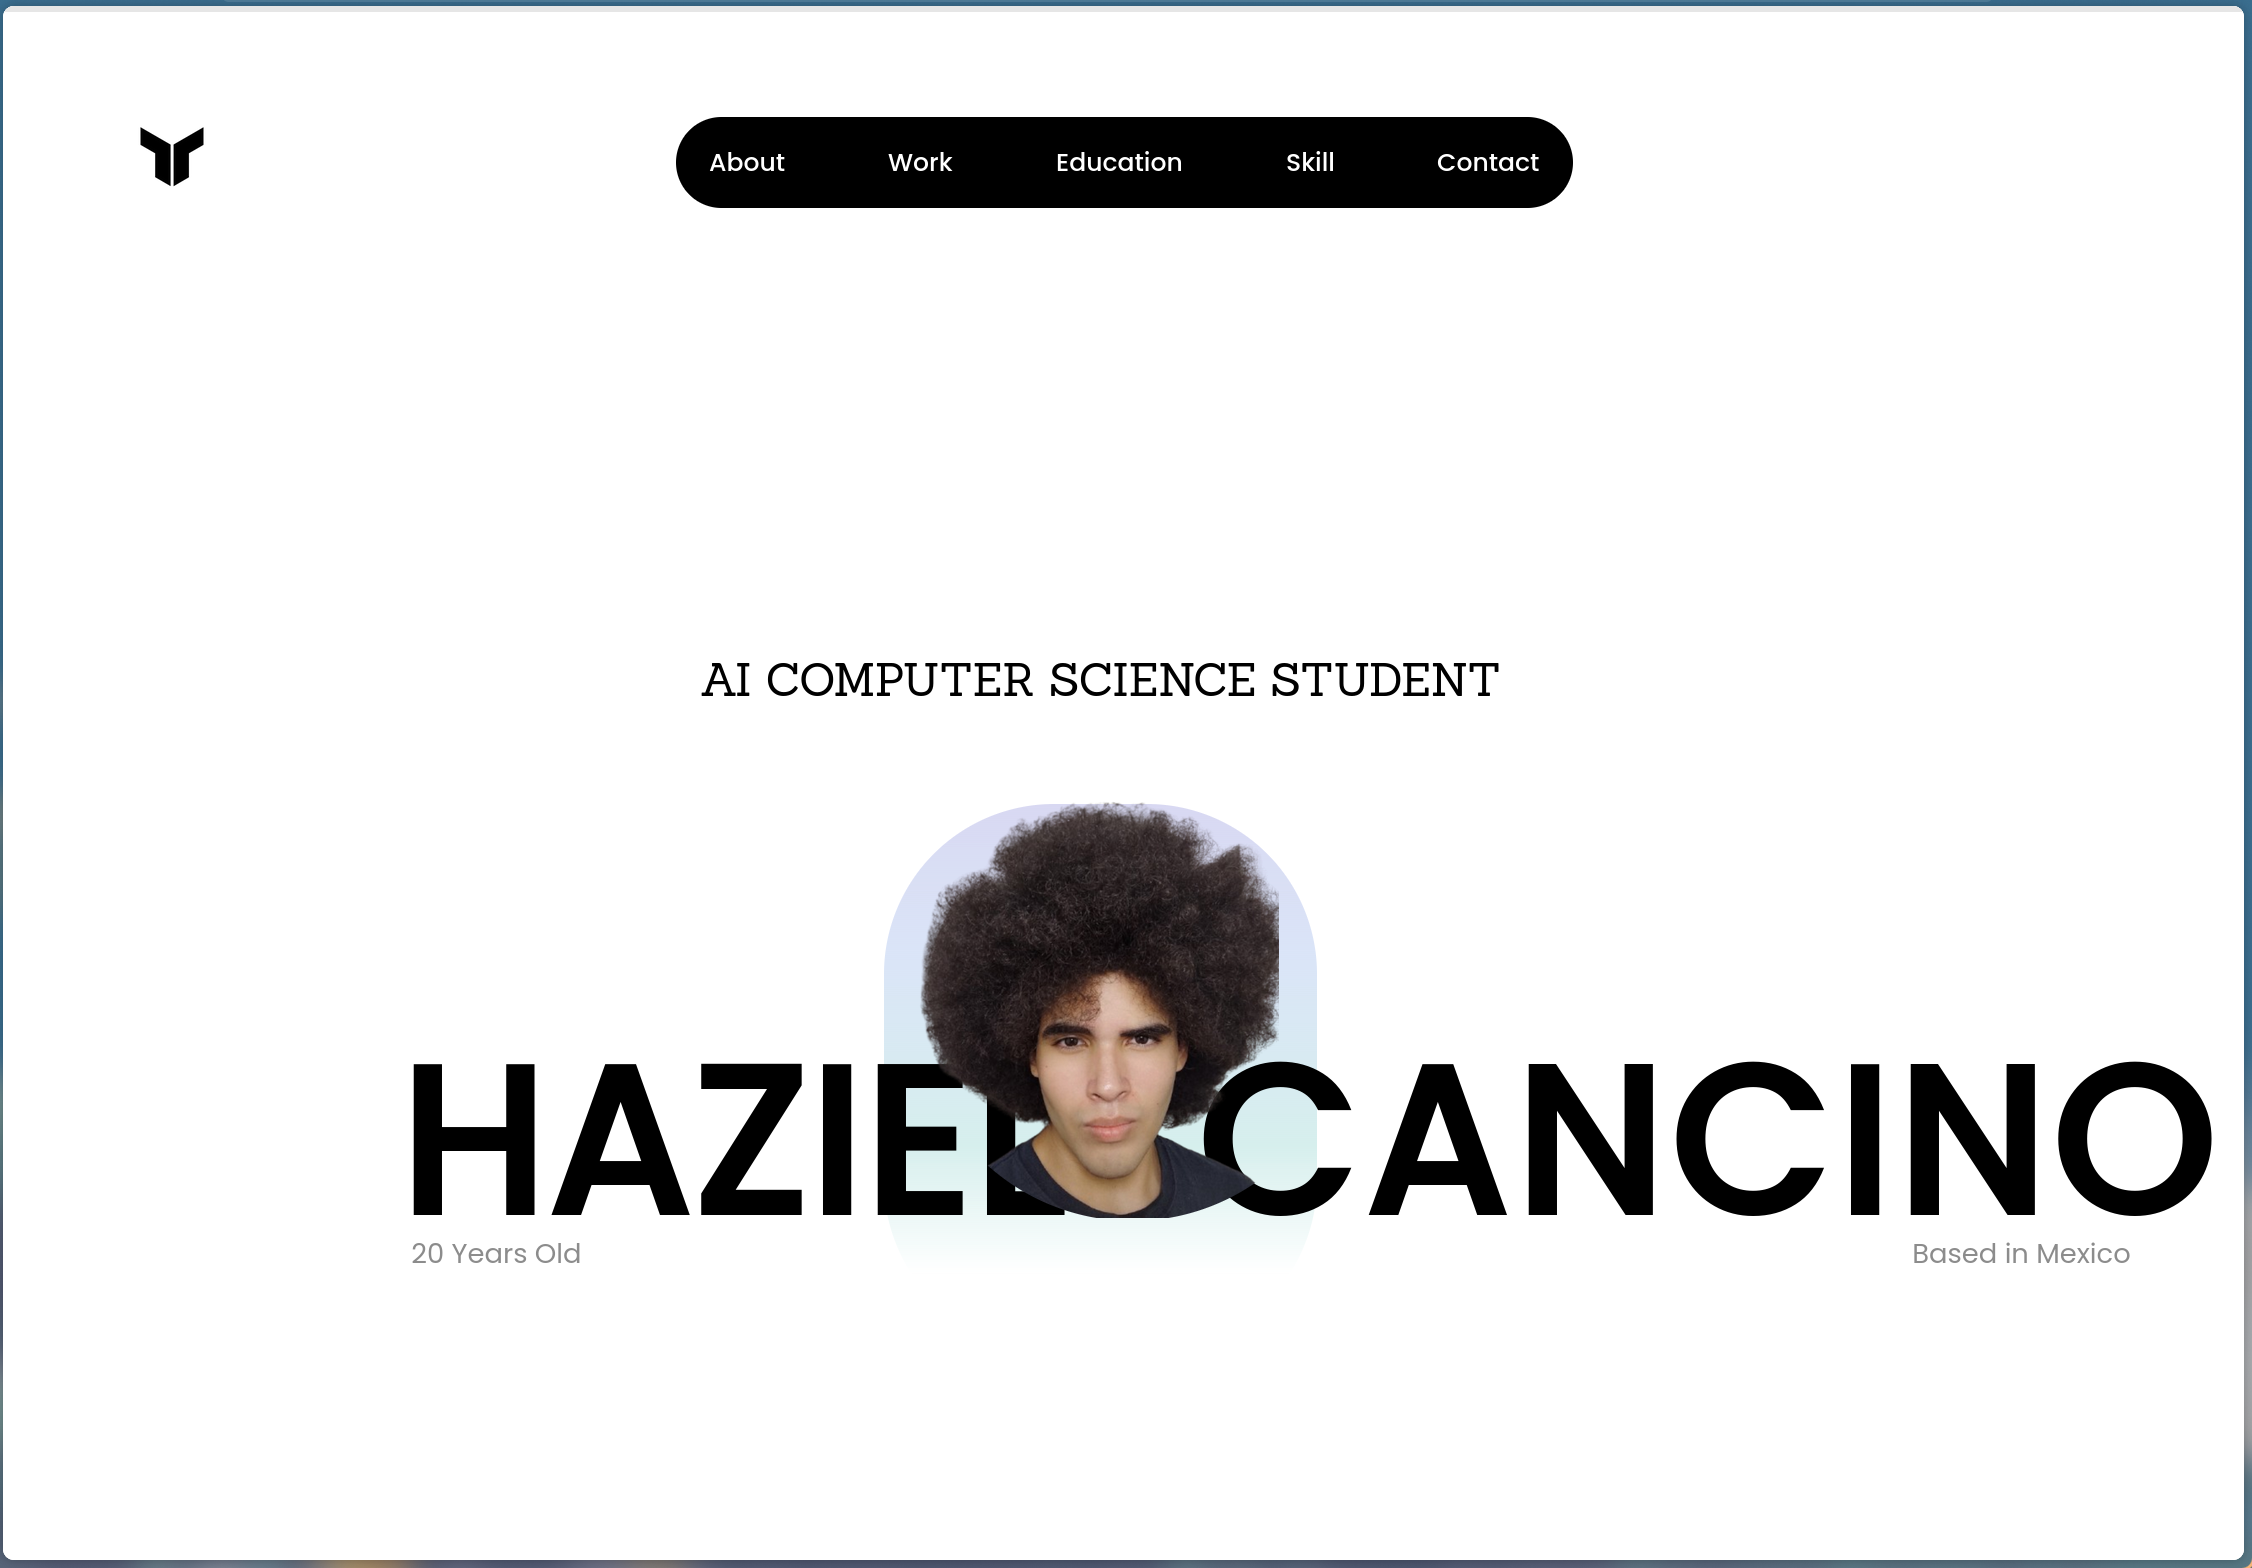 About Work Education Skill Contact
AI COMPUTER SCIENCE STUDENT
HAZIEL CANCINO
20 Years Old Based in Mexico